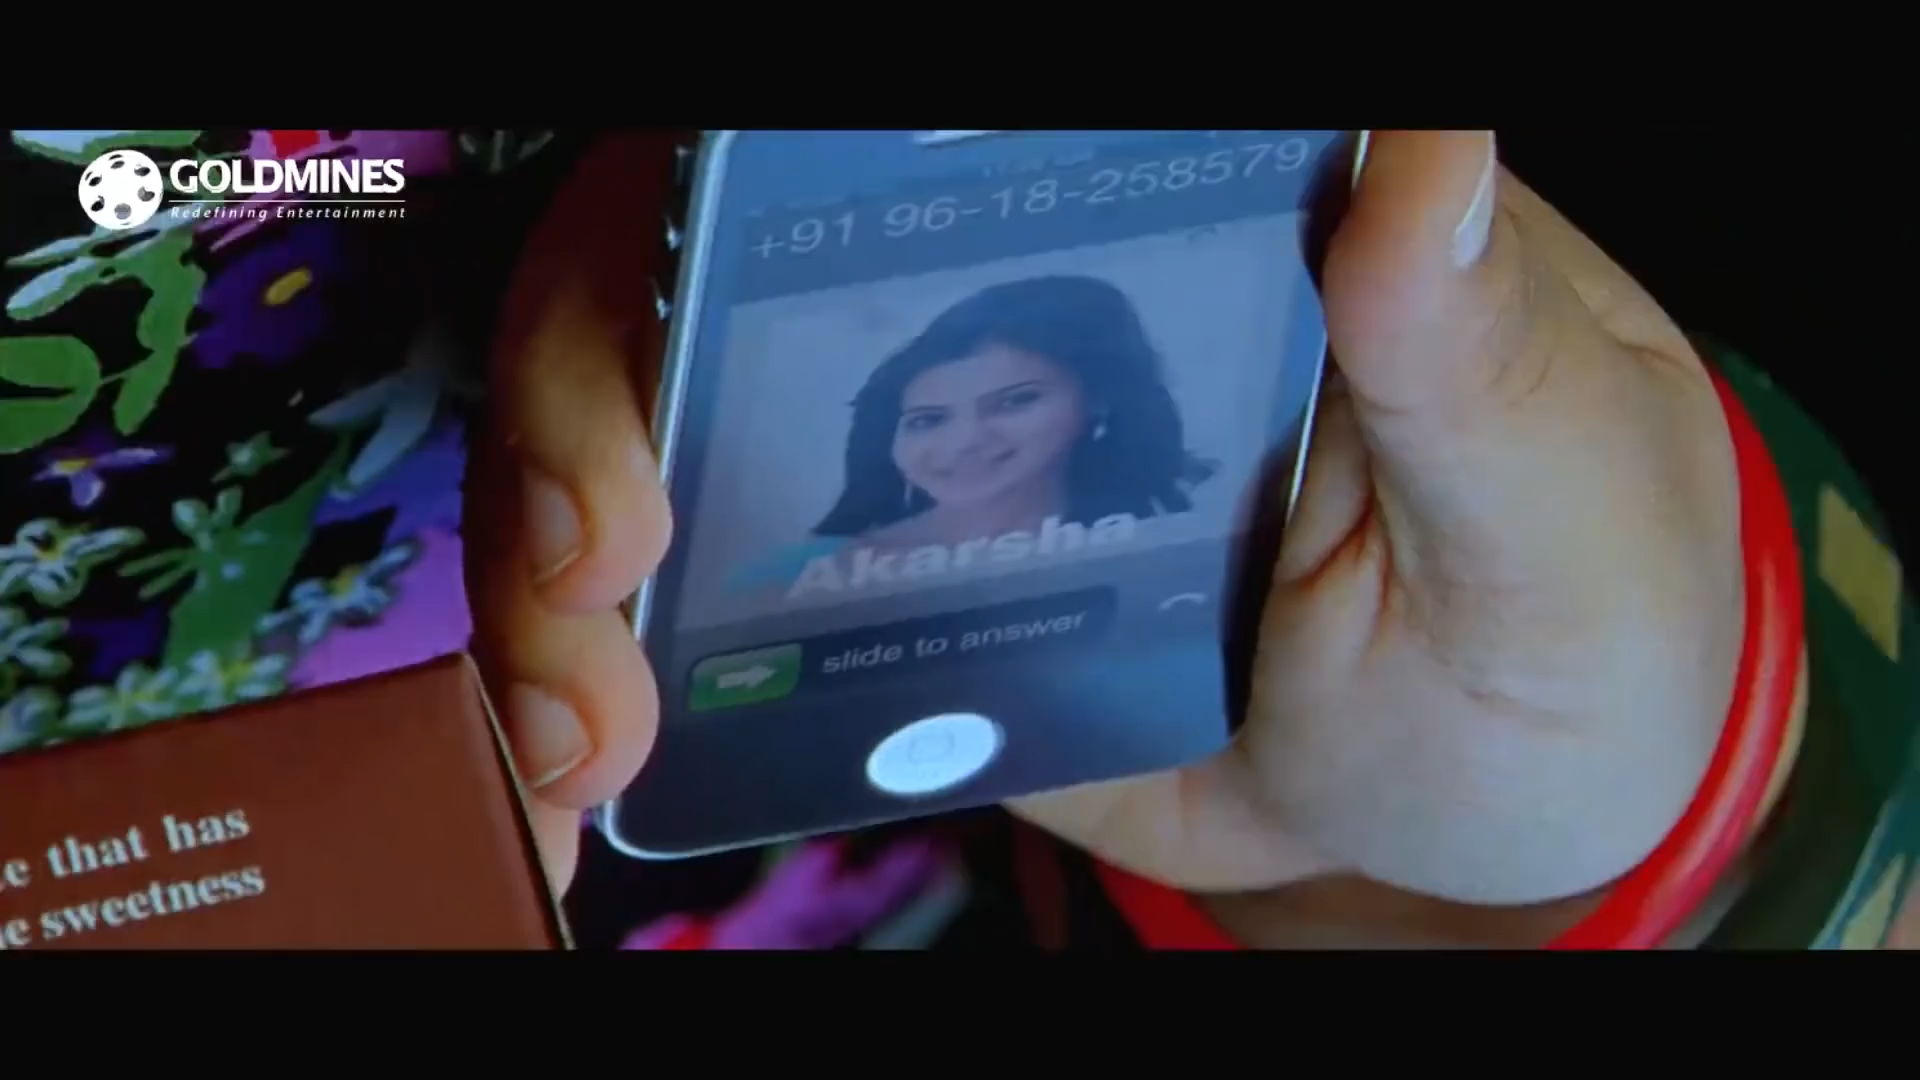 GOLDMINES
Redefining Entertainment
+91 96-18-258579
Akarsha
slide to answer
that has
sweetness